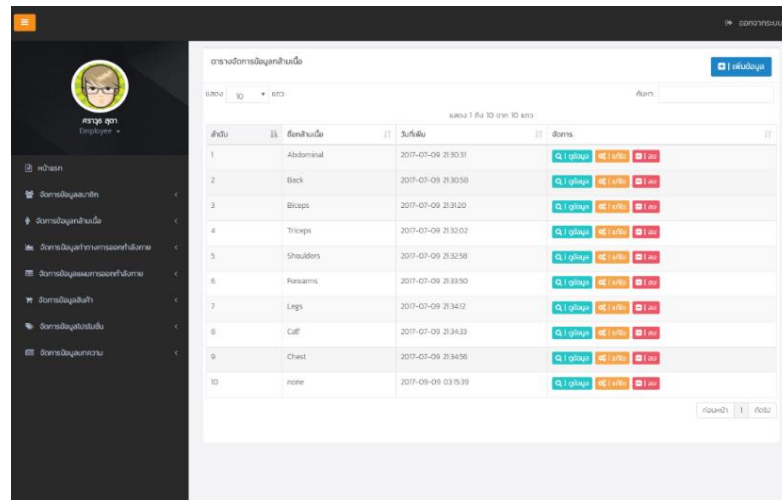 ออกจากระบบ
ศราวุธ สุดา
Employee
หน้าแรก
จัดการข้อมูลสมาชิก
จัดการข้อมูลกล้ามเนื้อ
จัดการข้อมูลท่าทางการออกกำลังกาย
จัดการข้อมูลแผนการออกกำลังกาย
จัดการข้อมูลสินค้า
จัดการข้อมูลโปรโมชั่น
จัดการข้อมูลบทความ
ตารางจัดการข้อมูลกล้ามเนื้อ
| เพิ่มข้อมูล
แสดง 10 แถว ค้นหา:
แสดง 1 ถึง 10 จาก 10 แถว
ลำดับ ชื่อกล้ามเนื้อ วันที่เพิ่ม จัดการ
1 Abdominal 2017-07-09 21:30:31 | ดูข้อมูล | แก้ไข | ลบ
2 Back 2017-07-09 21:30:58 | ดูข้อมูล | แก้ไข | ลบ
3 Biceps 2017-07-09 21:31:20 | ดูข้อมูล | แก้ไข | ลบ
4 Triceps 2017-07-09 21:32:02 | ดูข้อมูล | แก้ไข | ลบ
5 Shoulders 2017-07-09 21:32:58 | ดูข้อมูล | แก้ไข | ลบ
6 Forearms 2017-07-09 21:33:50 | ดูข้อมูล | แก้ไข | ลบ
7 Legs 2017-07-09 21:34:12 | ดูข้อมูล | แก้ไข | ลบ
8 Calf 2017-07-09 21:34:33 | ดูข้อมูล | แก้ไข | ลบ
9 Chest 2017-07-09 21:34:56 | ดูข้อมูล | แก้ไข | ลบ
10 none 2017-09-09 03:15:39 | ดูข้อมูล | แก้ไข | ลบ
ก่อนหน้า 1 ถัดไป